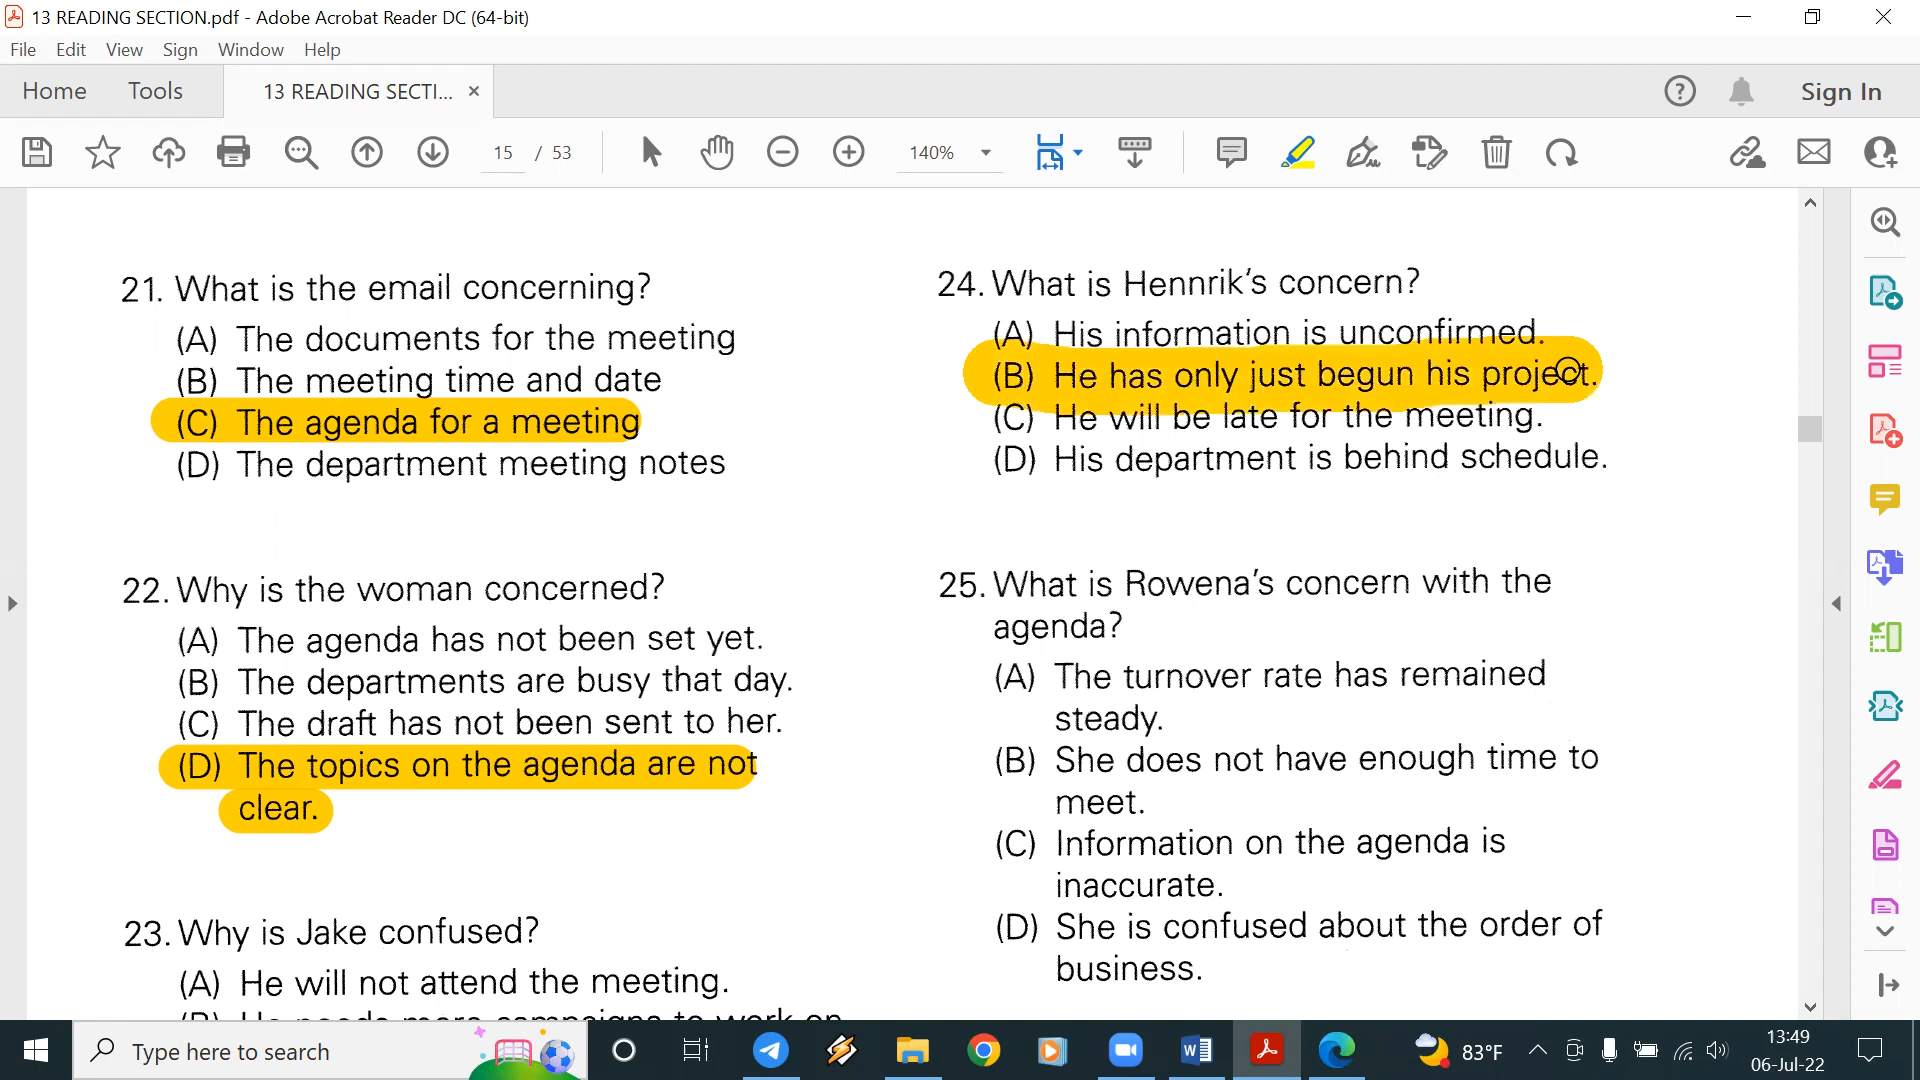 13 READING SECTION.pdf - Adobe Acrobat Reader DC (64-bit)
File Edit View Sign Window Help
Home Tools 13 READING SECTI... × Sign In
15 / 53 140%
21. What is the email concerning?
(A) The documents for the meeting
(B) The meeting time and date
(C) The agenda for a meeting
(D) The department meeting notes
22. Why is the woman concerned?
(A) The agenda has not been set yet.
(B) The departments are busy that day.
(C) The draft has not been sent to her.
(D) The topics on the agenda are not
clear.
23. Why is Jake confused?
(A) He will not attend the meeting.
(B) He needs more campaigns to work on
24. What is Hennrik's concern?
(A) His information is unconfirmed.
(B) He has only just begun his project.
(C) He will be late for the meeting.
(D) His department is behind schedule.
25. What is Rowena's concern with the
agenda?
(A) The turnover rate has remained
steady.
(B) She does not have enough time to
meet.
(C) Information on the agenda is
inaccurate.
(D) She is confused about the order of
business.
Type here to search
83°F
13:49
06-Jul-22